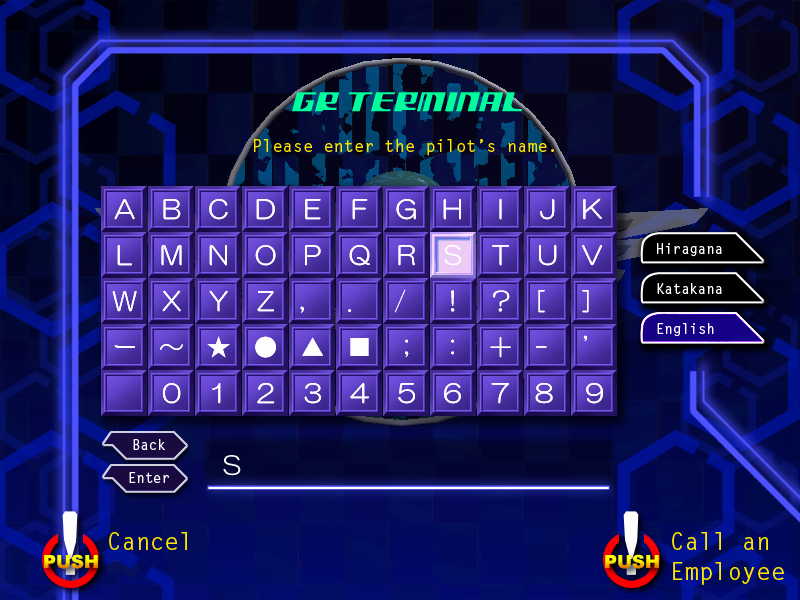 GR TERMINAL
Please enter the pilot's name.
A B C D E F G H I J K
L M N O P Q R S T U V
W X Y Z , . / ! ? [ ]
ー ～ ★ ● ▲ ■ ; : + - '
0 1 2 3 4 5 6 7 8 9
Hiragana
Katakana
English
Back
Enter
S
PUSH
Cancel
PUSH
Call an
Employee